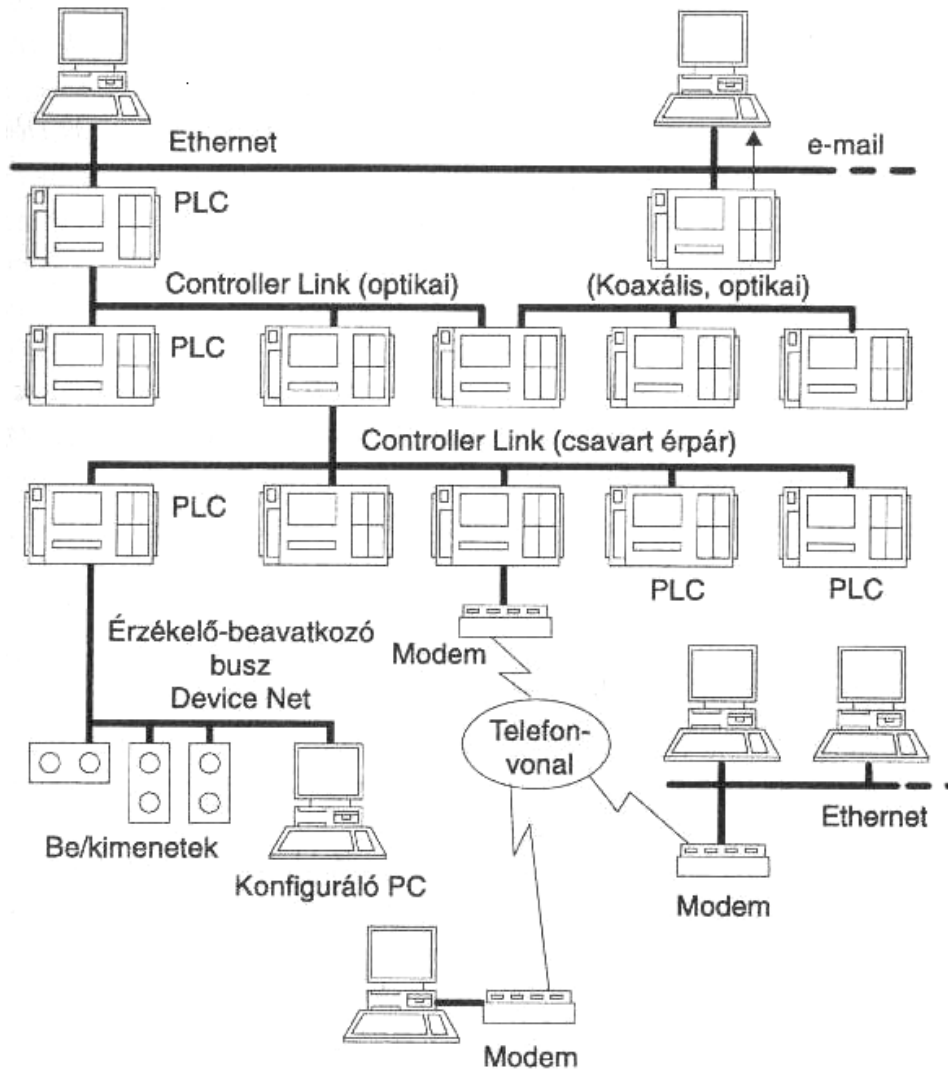 Ethernet
e-mail
PLC
Controller Link (optikai)
(Koaxális, optikai)
PLC
Controller Link (csavart érpár)
PLC
PLC
PLC
Érzékelő-beavatkozó
busz
Device Net
Modem
Telefon-
vonal
Ethernet
Be/kimenetek
Konfiguráló PC
Modem
Modem